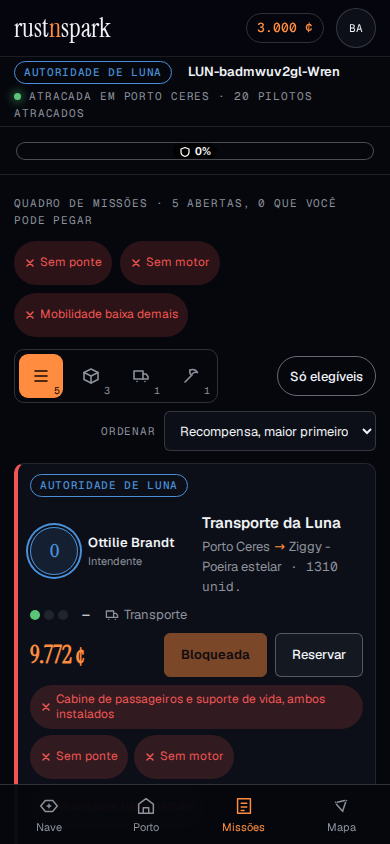 rustnspark
3.000 ¢
BA
AUTORIDADE DE LUNA
LUN-badmwuv2gl-Wren
ATRACADA EM PORTO CERES · 20 PILOTOS
ATRACADOS
0%
QUADRO DE MISSÕES · 5 ABERTAS, 0 QUE VOCÊ
PODE PEGAR
Sem ponte
Sem motor
Mobilidade baixa demais
5
3
1
1
Só elegíveis
ORDENAR
Recompensa, maior primeiro
AUTORIDADE DE LUNA
0
Ottilie Brandt
Intendente
Transporte da Luna
Porto Ceres → Ziggy -
Poeira estelar · 1310
unid.
–
Transporte
9.772 ¢
Bloqueada
Reservar
Cabine de passageiros e suporte de vida, ambos
instalados
Sem ponte
Sem motor
Nave
Porto
Missões
Mapa